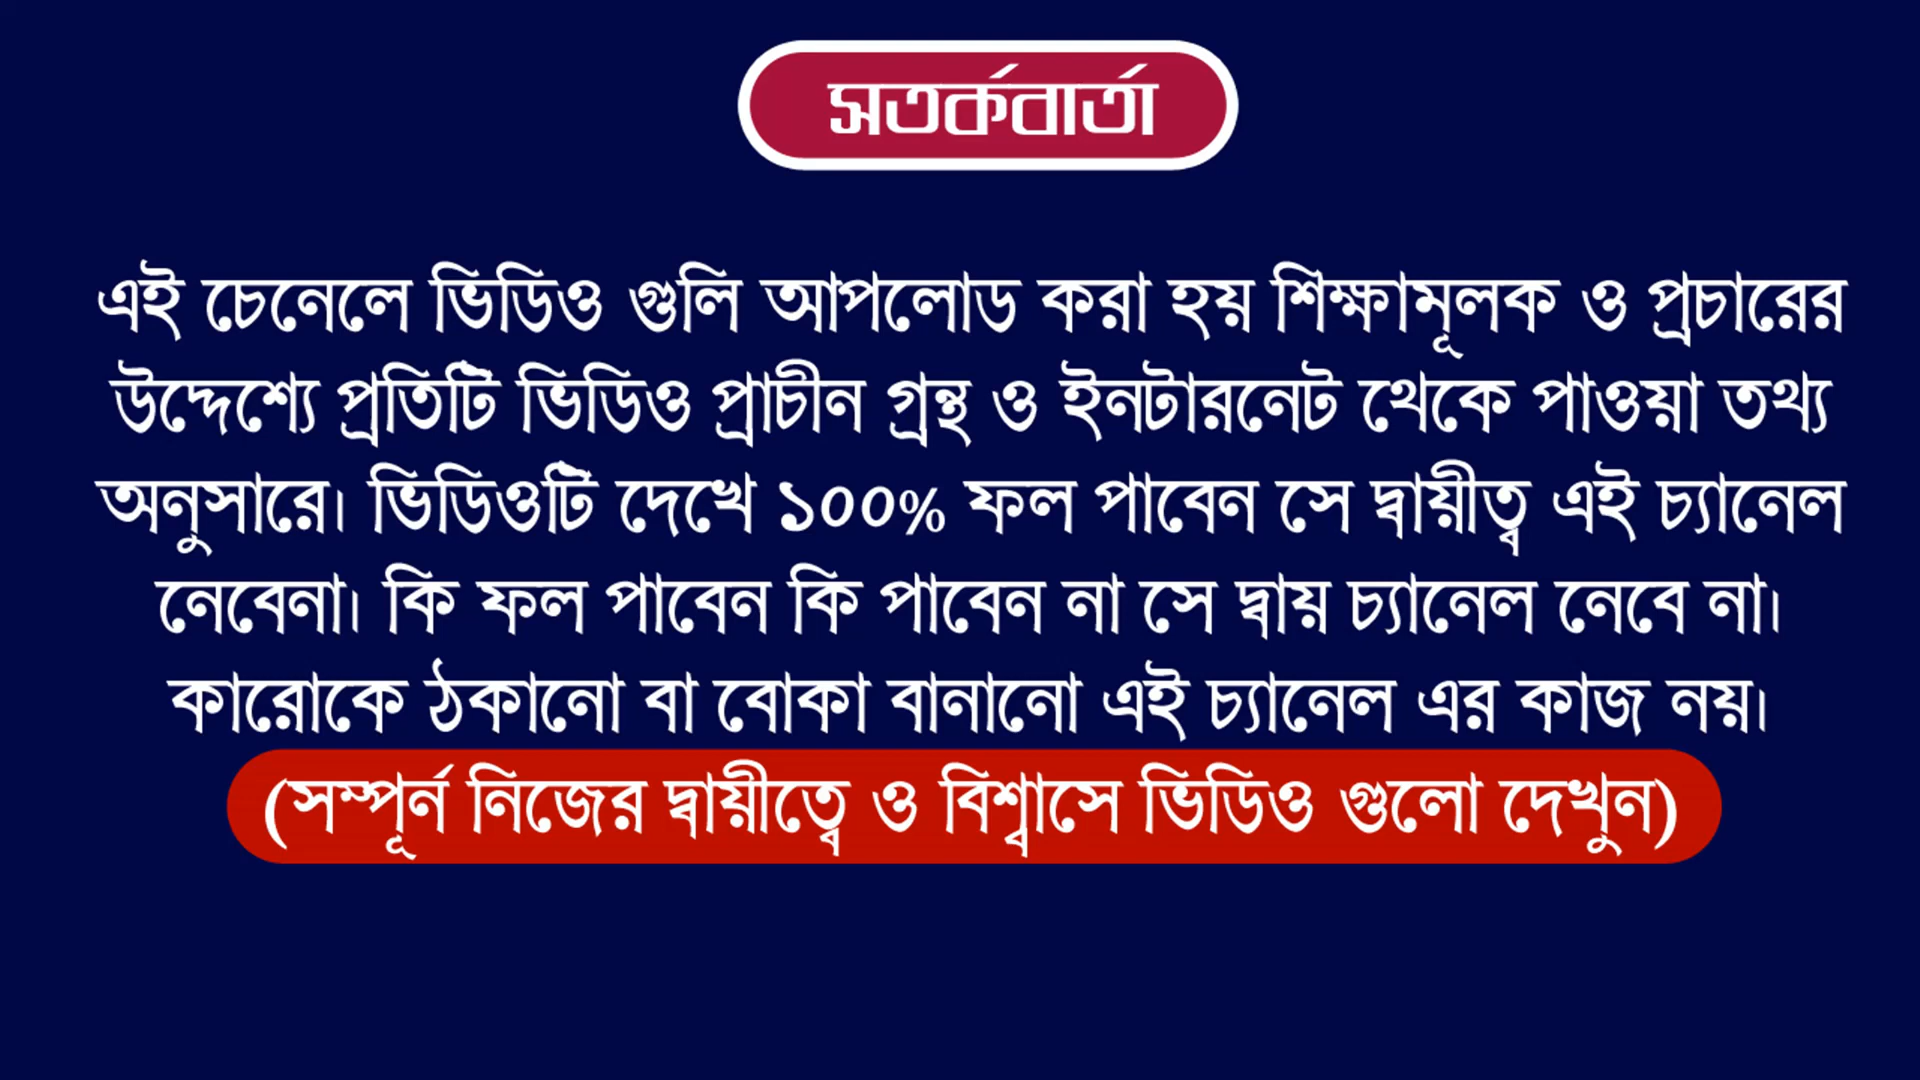 সতর্কবার্তা
এই চেনেলে ভিডিও গুলি আপলোড করা হয় শিক্ষামূলক ও প্রচারের
উদ্দেশ্যে প্রতিটি ভিডিও প্রাচীন গ্রন্থ ও ইনটারনেট থেকে পাওয়া তথ্য
অনুসারে। ভিডিওটি দেখে ১০০% ফল পাবেন সে দ্বায়ীত্ব এই চ্যানেল
নেবেনা। কি ফল পাবেন কি পাবেন না সে দ্বায় চ্যানেল নেবে না।
কারোকে ঠকানো বা বোকা বানানো এই চ্যানেল এর কাজ নয়।
(সম্পূর্ন নিজের দ্বায়ীত্বে ও বিশ্বাসে ভিডিও গুলো দেখুন)